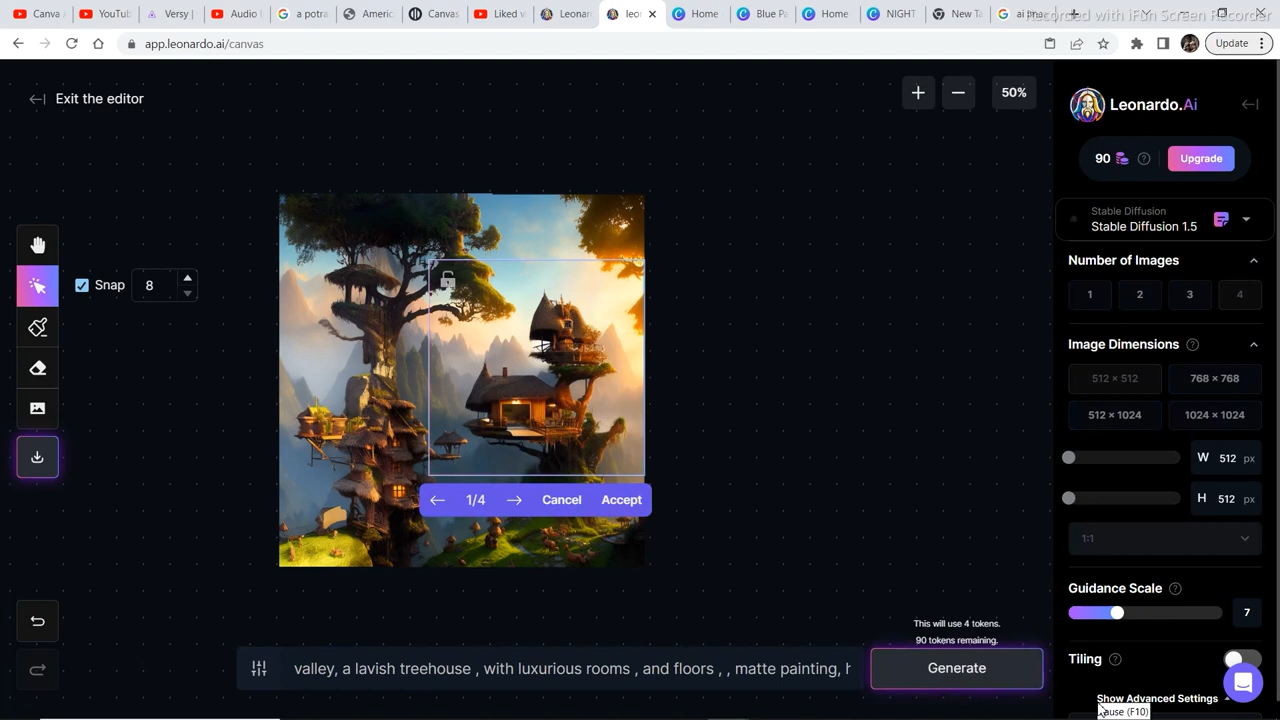 Canva
YouTub
Versy |
Audio
a potra
Americ
Canvas
Liked v
Leonar
leo
Home
Blue Pa
Home
NIGHT
New Ta
Recorded with iFun Screen Recorder
app.leonardo.ai/canvas
Update
Exit the editor
50%
Leonardo.Ai
90
Upgrade
Stable Diffusion
Stable Diffusion 1.5
Snap 8
Number of Images
1 2 3 4
Image Dimensions
512 × 512 768 × 768
512 × 1024 1024 × 1024
W 512 px
H 512 px
1/4 Cancel Accept
1:1
Guidance Scale
7
This will use 4 tokens.
90 tokens remaining.
valley, a lavish treehouse , with luxurious rooms , and floors , , matte painting, h
Generate
Tiling
Show Advanced Settings
ause (F10)